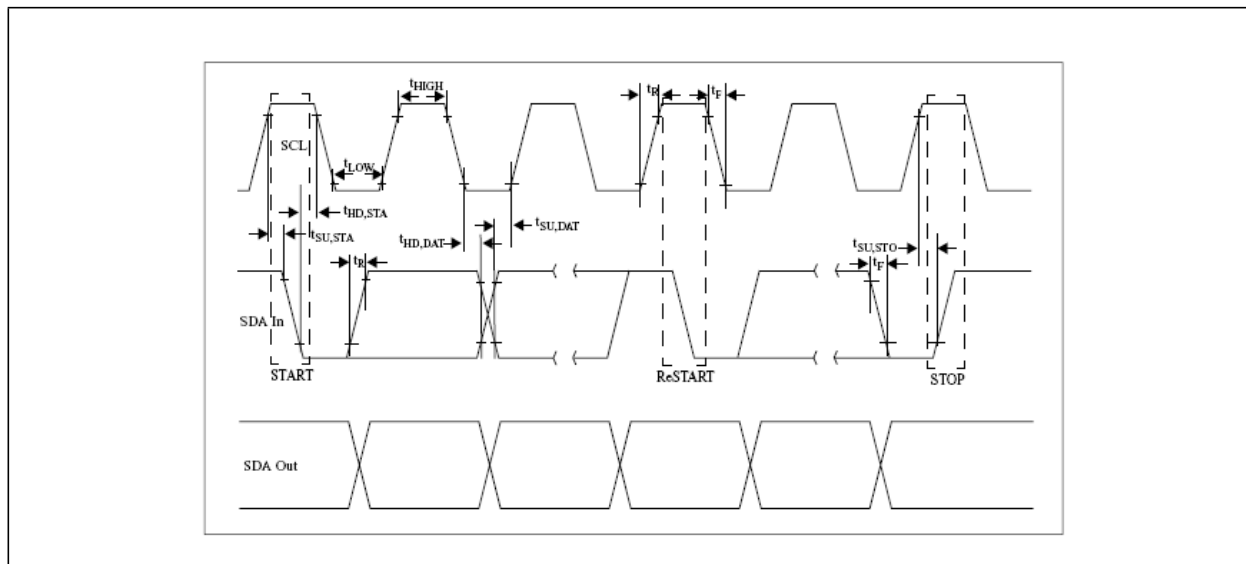 tHIGH
tR
tF
SCL
tLOW
tHD,STA
tSU,STA
tHD,DAT
tSU,DAT
tSU,STO
tR
tF
SDA In
START
ReSTART
STOP
SDA Out